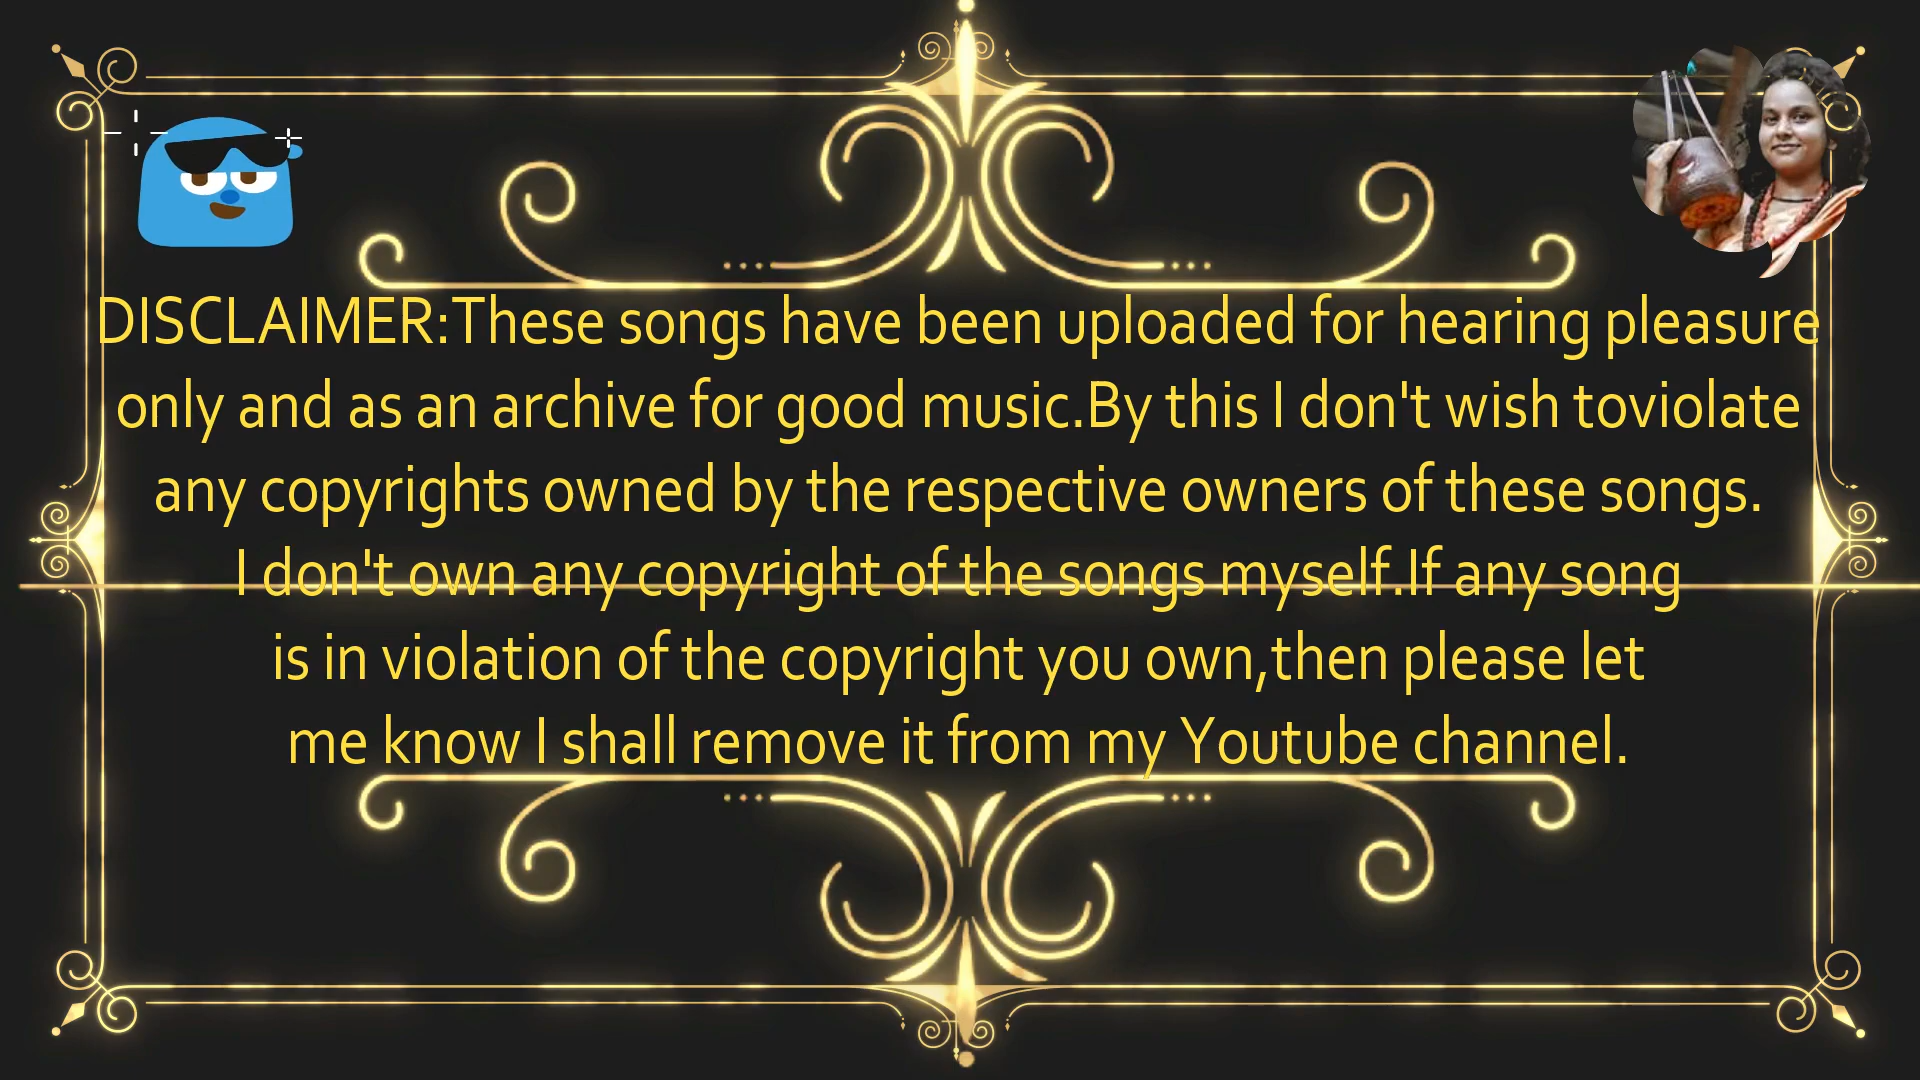 DISCLAIMER:These songs have been uploaded for hearing pleasure
only and as an archive for good music.By this I don't wish toviolate
any copyrights owned by the respective owners of these songs.
I don't own any copyright of the songs myself.If any song
is in violation of the copyright you own,then please let
me know I shall remove it from my Youtube channel.